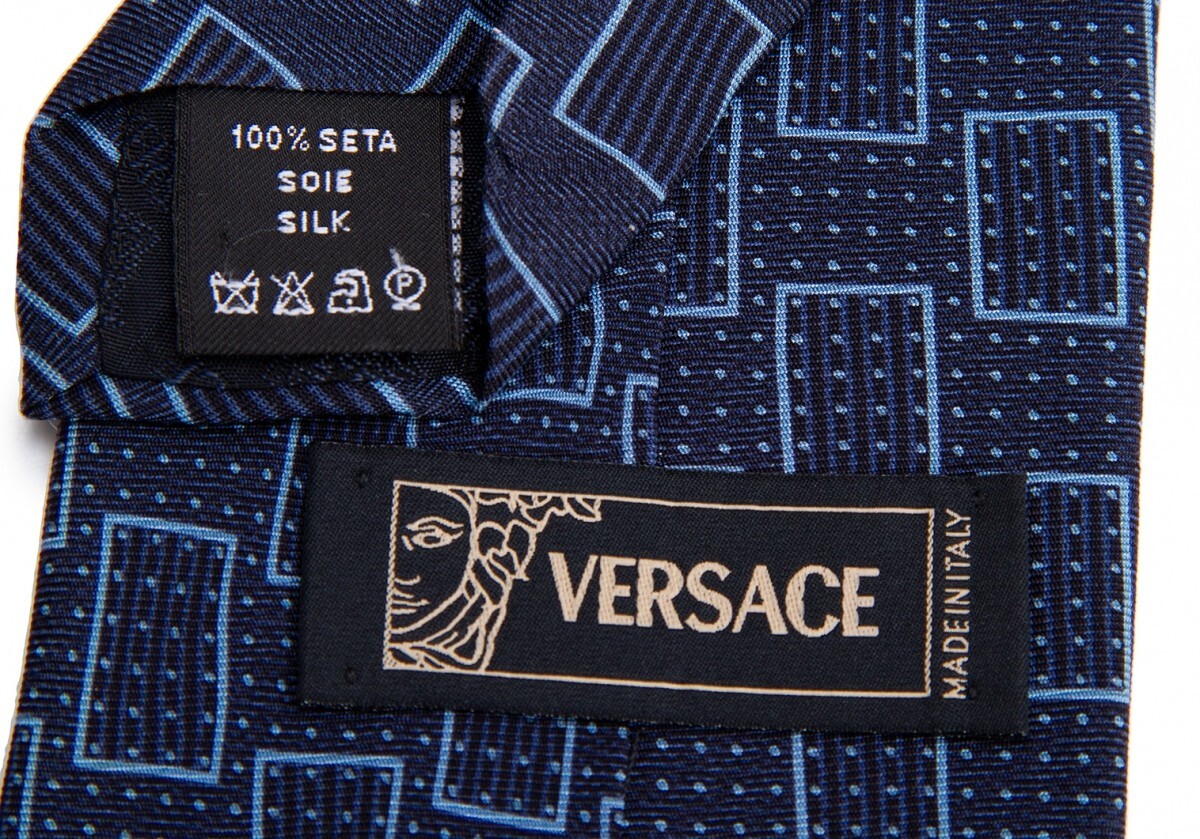 100% SETA
SOIE
SILK
P
VERSACE
MADE IN ITALY